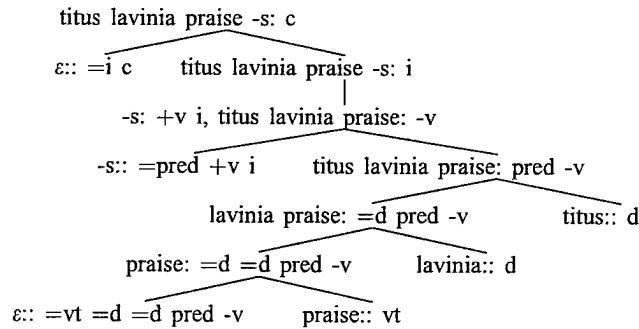 titus lavinia praise -s: c
ε:: =i c titus lavinia praise -s: i
-s: +v i, titus lavinia praise: -v
-s:: =pred +v i titus lavinia praise: pred -v
lavinia praise: =d pred -v titus:: d
praise: =d =d pred -v lavinia:: d
ε:: =vt =d =d pred -v praise:: vt